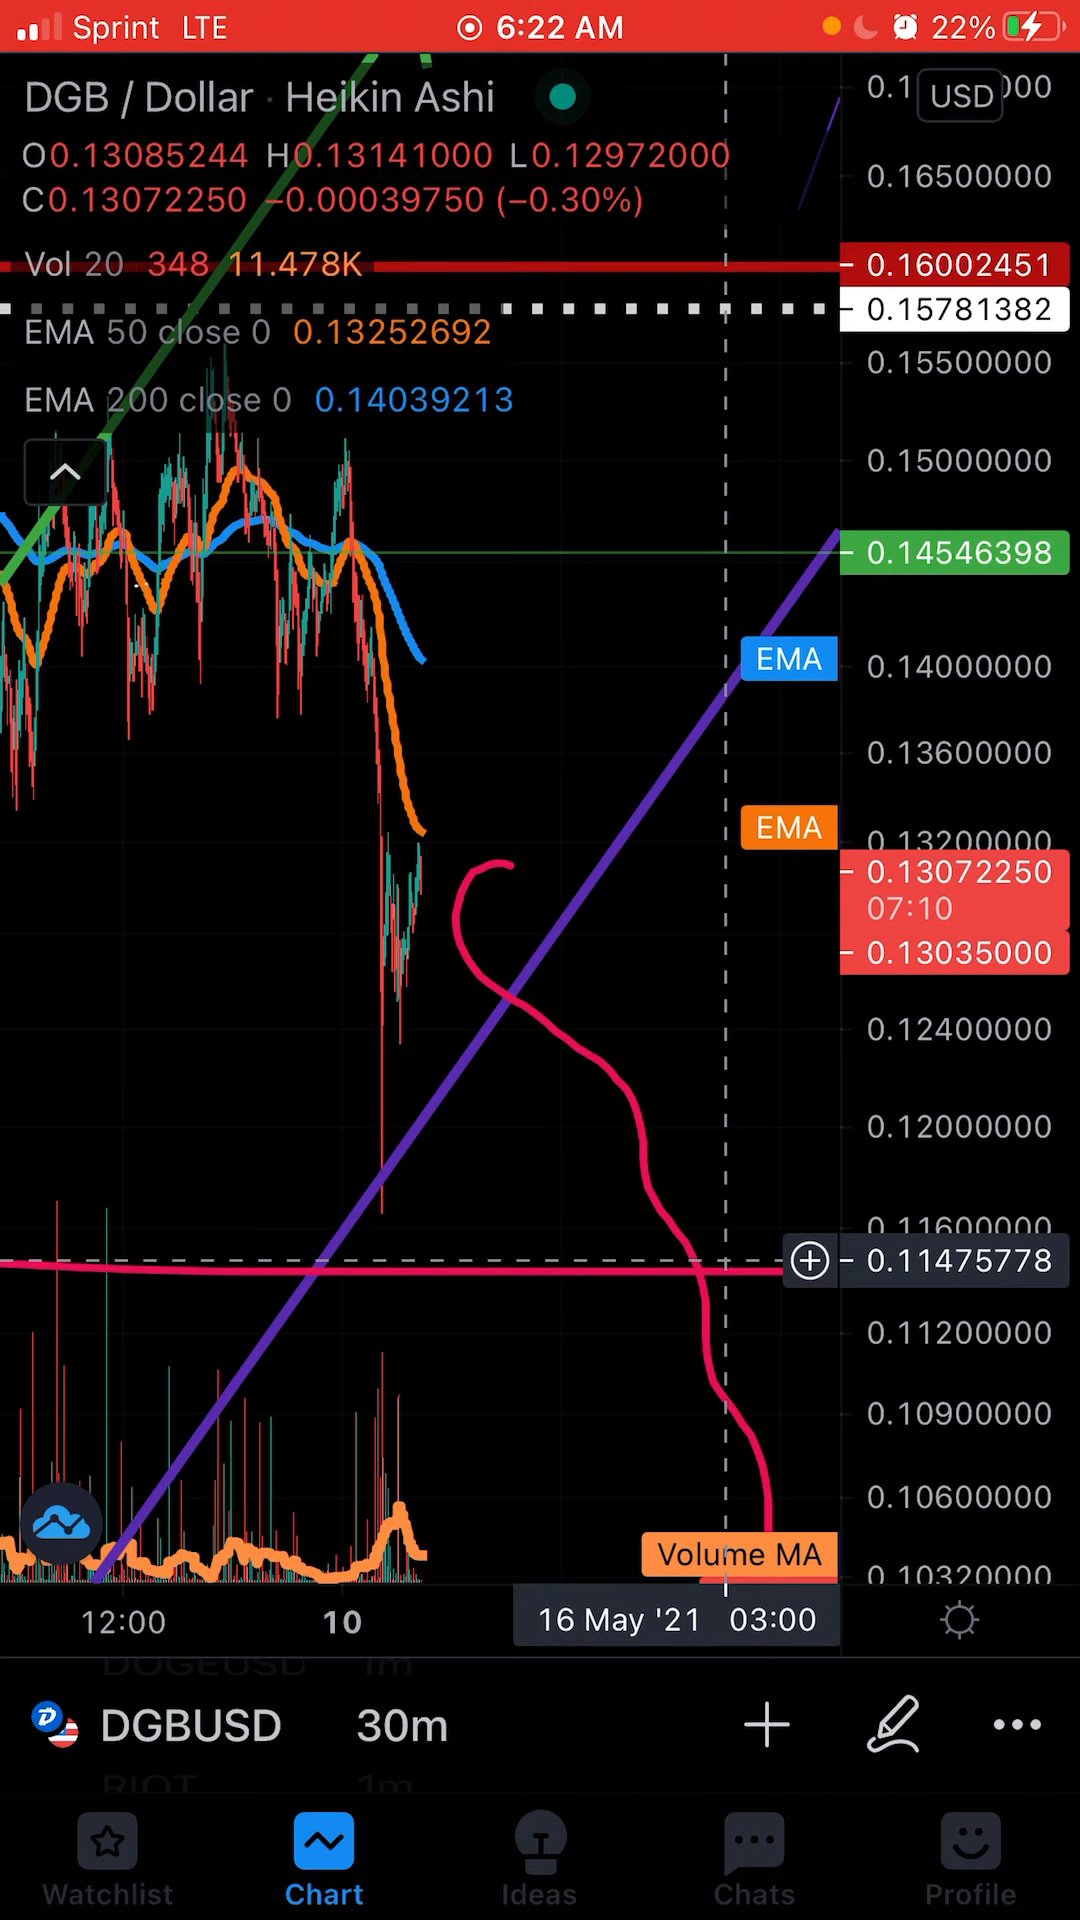 Sprint LTE 6:22 AM 22%
DGB / Dollar · Heikin Ashi
USD
O0.13085244 H0.13141000 L0.12972000
C0.13072250 −0.00039750 (−0.30%)
0.16500000
Vol 20 348 11.478K
0.16002451
0.15781382
EMA 50 close 0 0.13252692
0.15500000
EMA 200 close 0 0.14039213
0.15000000
0.14546398
EMA
0.14000000
0.13600000
EMA
0.13200000
0.13072250
07:10
0.13035000
0.12400000
0.12000000
0.11600000
0.11475778
0.11200000
0.10900000
0.10600000
Volume MA
0.10320000
12:00 10 16 May '21 03:00
DOGEUSD 1m
DGBUSD 30m
RIOT 1m
Watchlist Chart Ideas Chats Profile